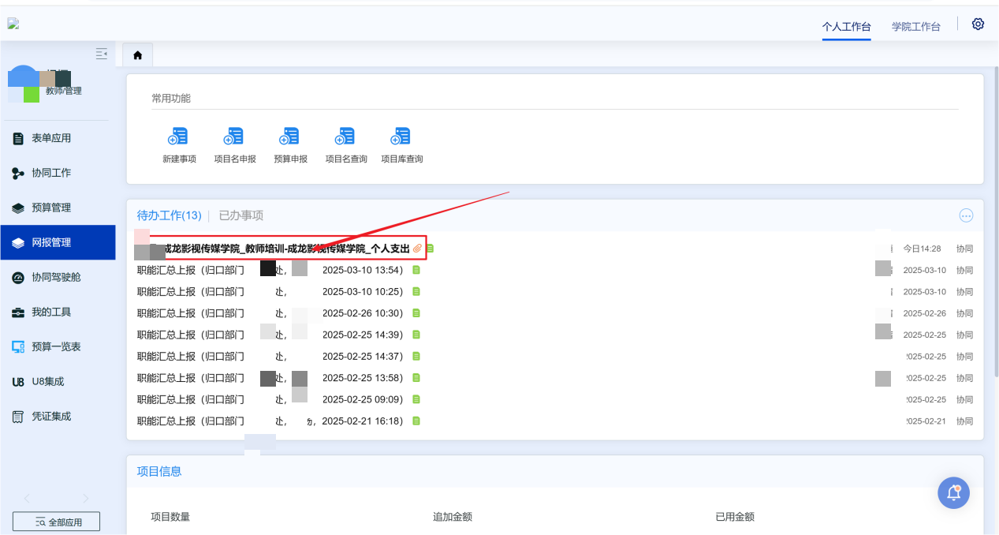 个人工作台 学院工作台
教师/管理
表单应用
协同工作
预算管理
网报管理
协同驾驶舱
我的工具
预算一览表
U8 U8集成
凭证集成
全部应用
常用功能
新建事项 项目名申报 预算申报 项目名查询 项目库查询
待办工作(13) 已办事项
成龙影视传媒学院_教师培训-成龙影视传媒学院_个人支出 今日14:28 协同
职能汇总上报（归口部门 处, 2025-03-10 13:54) 2025-03-10 协同
职能汇总上报（归口部门 处, 2025-03-10 10:25) 2025-03-10 协同
职能汇总上报（归口部门 处, 2025-02-26 10:30) 2025-02-26 协同
职能汇总上报（归口部门 处, 2025-02-25 14:39) 2025-02-25 协同
职能汇总上报（归口部门 处, 2025-02-25 14:37) 2025-02-25 协同
职能汇总上报（归口部门 处, 2025-02-25 13:58) 2025-02-25 协同
职能汇总上报（归口部门 处, 2025-02-25 09:09) 2025-02-25 协同
职能汇总上报（归口部门 处, 2025-02-21 16:18) 2025-02-21 协同
项目信息
项目数量 追加金额 已用金额